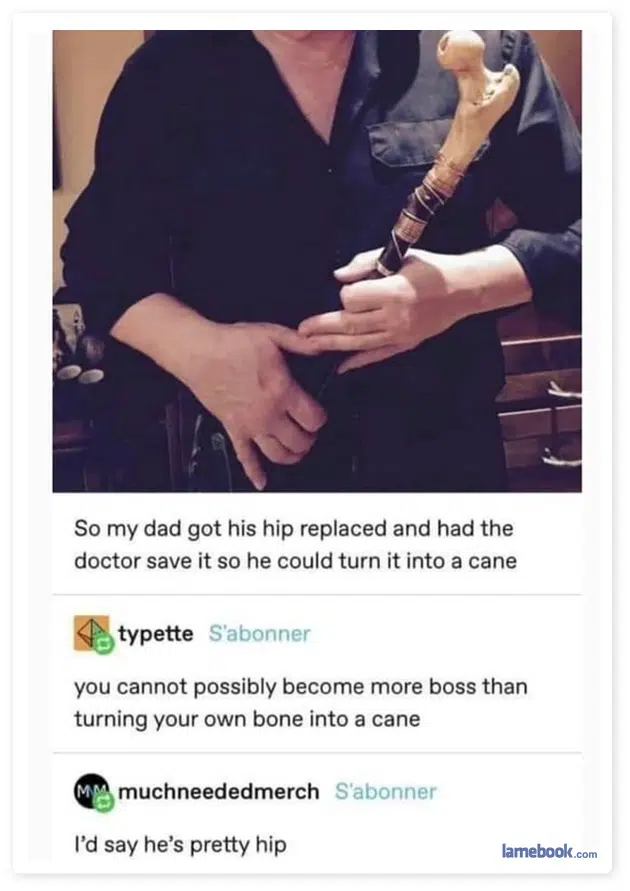 So my dad got his hip replaced and had the
doctor save it so he could turn it into a cane
typette S'abonner
you cannot possibly become more boss than
turning your own bone into a cane
MM muchneededmerch S'abonner
I'd say he's pretty hip
lamebook.com